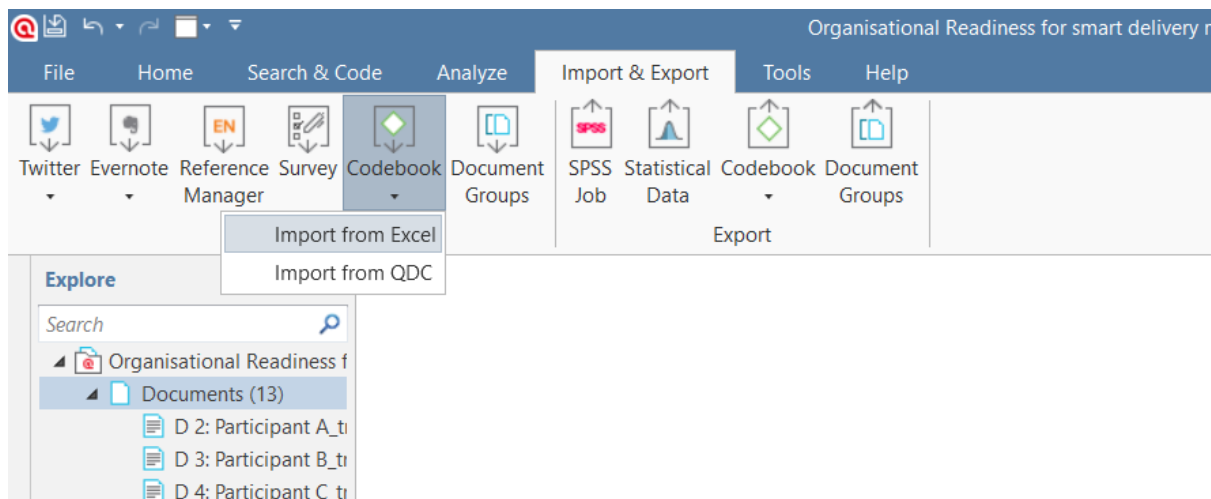 Organisational Readiness for smart delivery
File Home Search & Code Analyze Import & Export Tools Help
EN SPSS
Twitter Evernote Reference Manager Survey Codebook Document Groups SPSS Job Statistical Data Codebook Document Groups
Export
Import from Excel
Import from QDC
Explore
Search
Organisational Readiness f
Documents (13)
D 2: Participant A_t
D 3: Participant B_t
D 4: Participant C_t